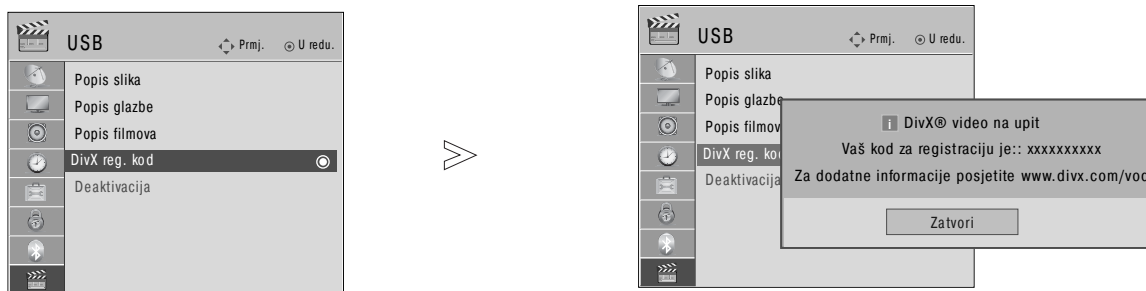 USB
Prmj.
U redu.
Popis slika
Popis glazbe
Popis filmova
DivX reg. kod
Deaktivacija
USB
Prmj.
U redu.
Popis slika
Popis glazbe
Popis filmov
DivX reg. ko
Deaktivacija
i DivX® video na upit
Vaš kod za registraciju je:: xxxxxxxxxx
Za dodatne informacije posjetite www.divx.com/vod
Zatvori